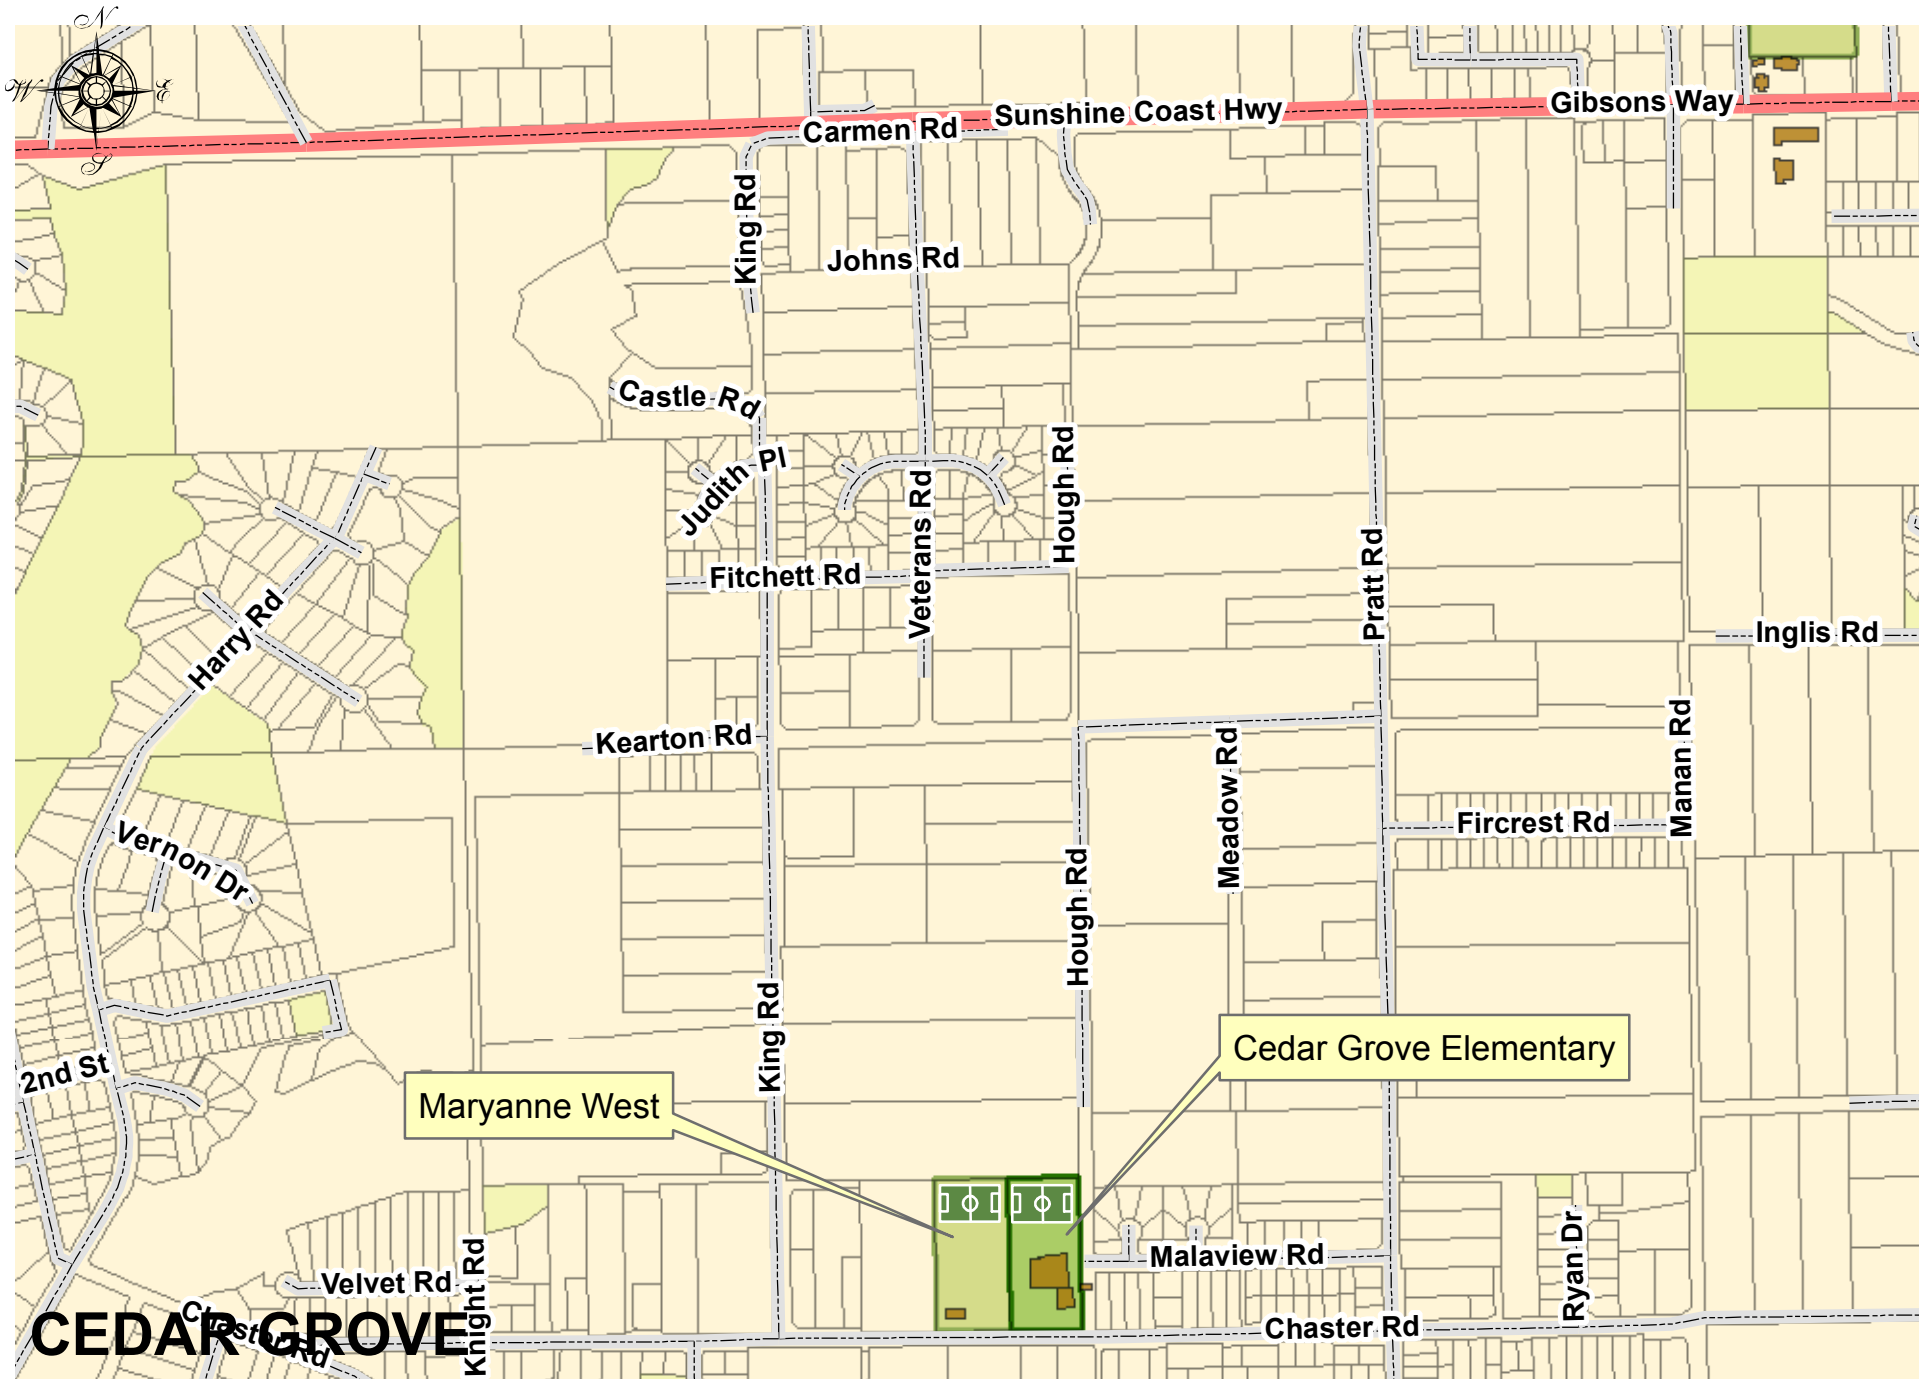 N
W
E
S
Sunshine Coast Hwy
Gibsons Way
Carmen Rd
King Rd
Johns Rd
Castle Rd
Judith Pl
Hough Rd
Veterans Rd
Fitchett Rd
Pratt Rd
Harry Rd
Inglis Rd
Kearton Rd
Meadow Rd
Manan Rd
Fircrest Rd
Vernon Dr
Hough Rd
King Rd
Cedar Grove Elementary
2nd St
Maryanne West
Malaview Rd
Ryan Dr
Velvet Rd
Knight Rd
Chaster Rd
Chaster Rd
CEDAR GROVE